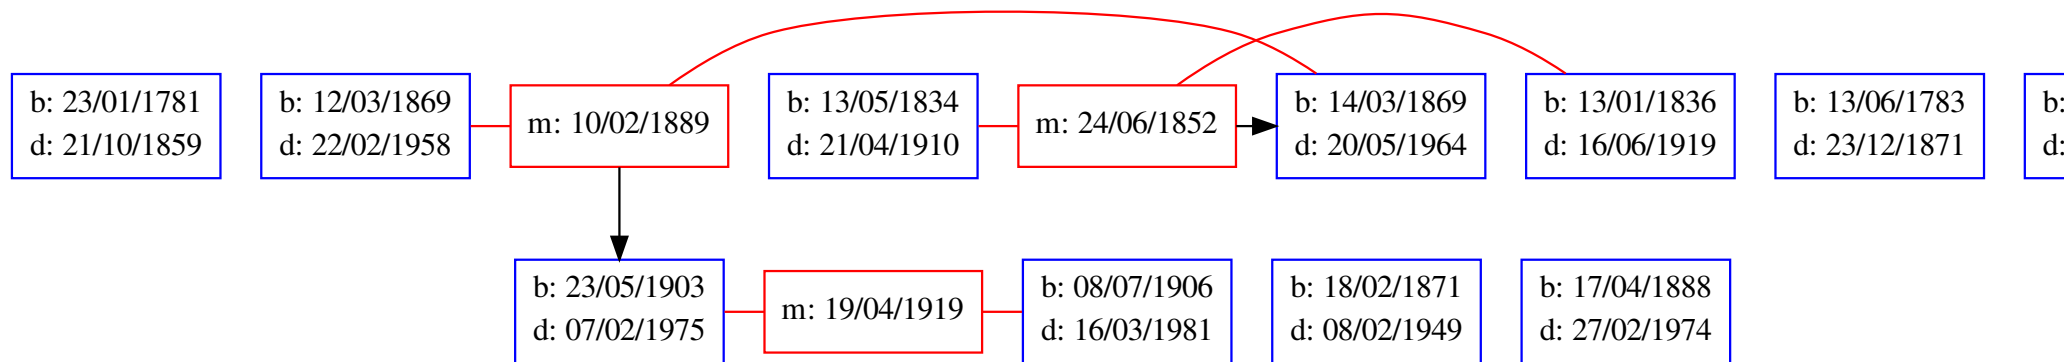 b: 23/01/1781
d: 21/10/1859
b: 12/03/1869
d: 22/02/1958
m: 10/02/1889
b: 13/05/1834
d: 21/04/1910
m: 24/06/1852
b: 14/03/1869
d: 20/05/1964
b: 13/01/1836
d: 16/06/1919
b: 13/06/1783
d: 23/12/1871
b:
d:
b: 23/05/1903
d: 07/02/1975
m: 19/04/1919
b: 08/07/1906
d: 16/03/1981
b: 18/02/1871
d: 08/02/1949
b: 17/04/1888
d: 27/02/1974